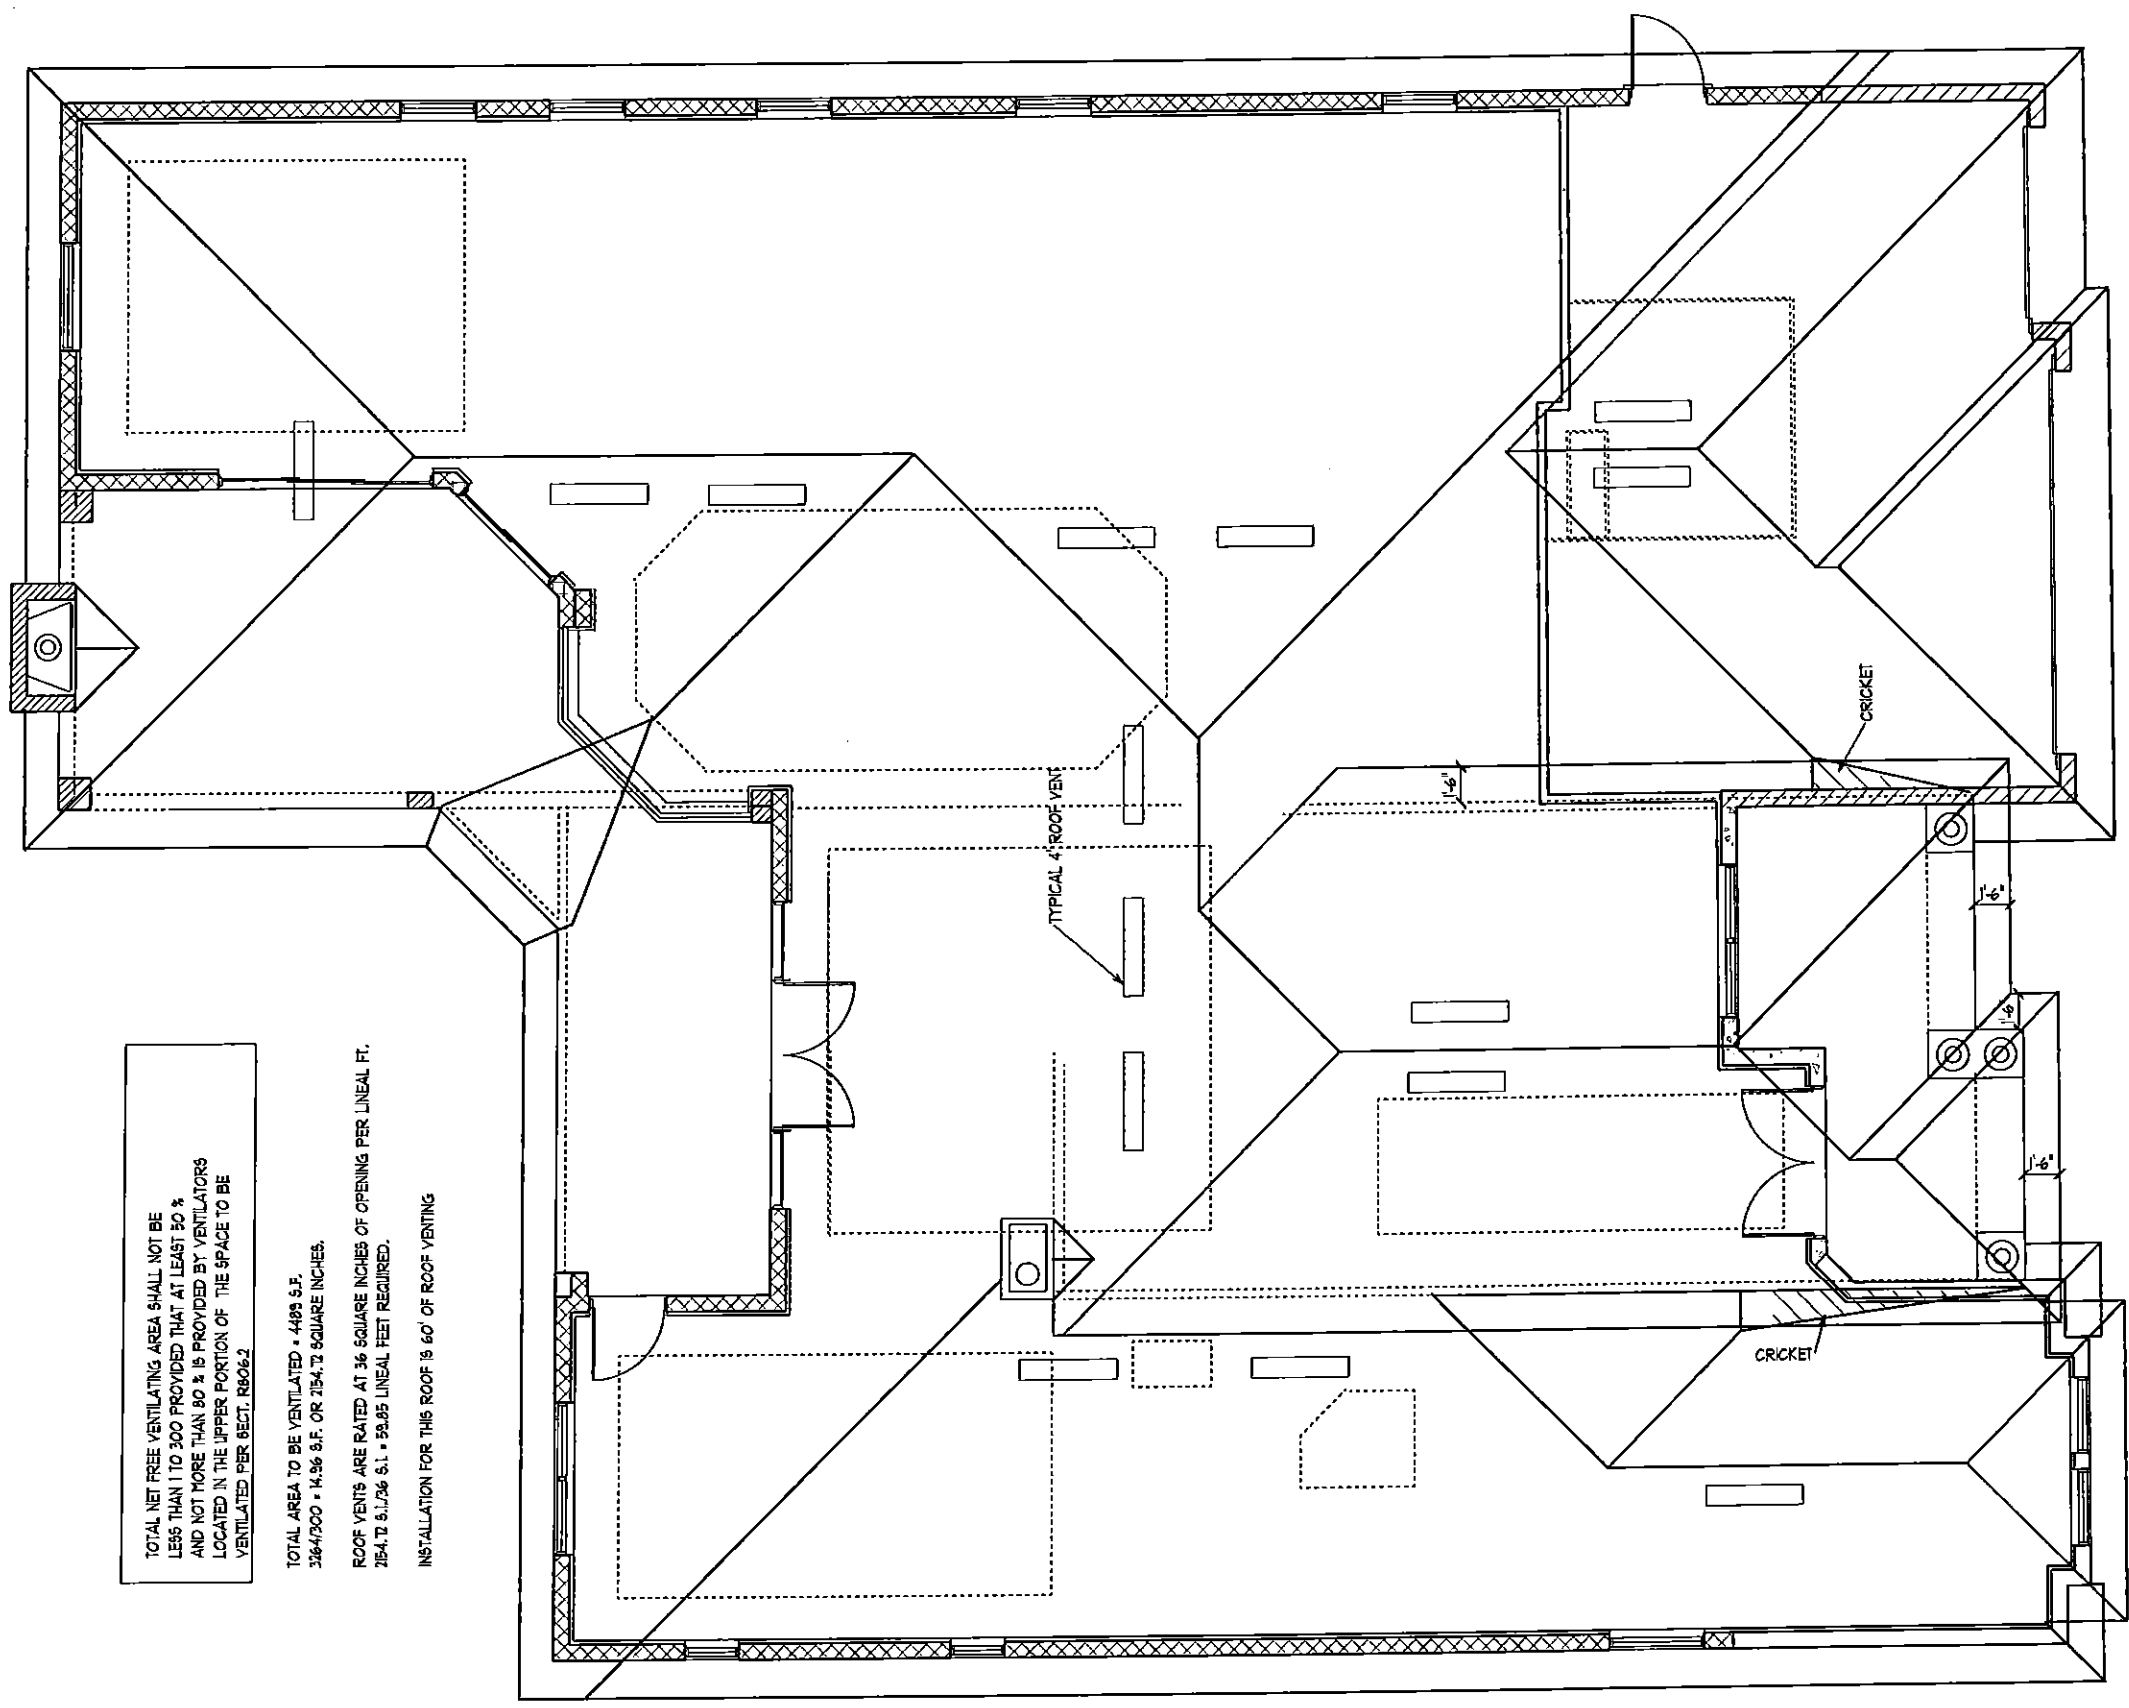 TOTAL NET FREE VENTILATING AREA SHALL NOT BE
LESS THAN 1 TO 300 PROVIDED THAT AT LEAST 50 %
AND NOT MORE THAN 80 % IS PROVIDED BY VENTILATORS
LOCATED IN THE UPPER PORTION OF THE SPACE TO BE
VENTILATED PER SECT. R806.2
TOTAL AREA TO BE VENTILATED = 4489 S.F.
3264/300 = 14.96 S.F. OR 2154.72 SQUARE INCHES.
ROOF VENTS ARE RATED AT 36 SQUARE INCHES OF OPENING PER LINEAL FT.
2154.72 S.I./36 S.I. = 59.85 LINEAL FEET REQUIRED.
INSTALLATION FOR THIS ROOF IS 60' OF ROOF VENTING
TYPICAL 4' ROOF VENT
1'-6"
CRICKET
1'-6"
1'-6"
1'-6"
CRICKET